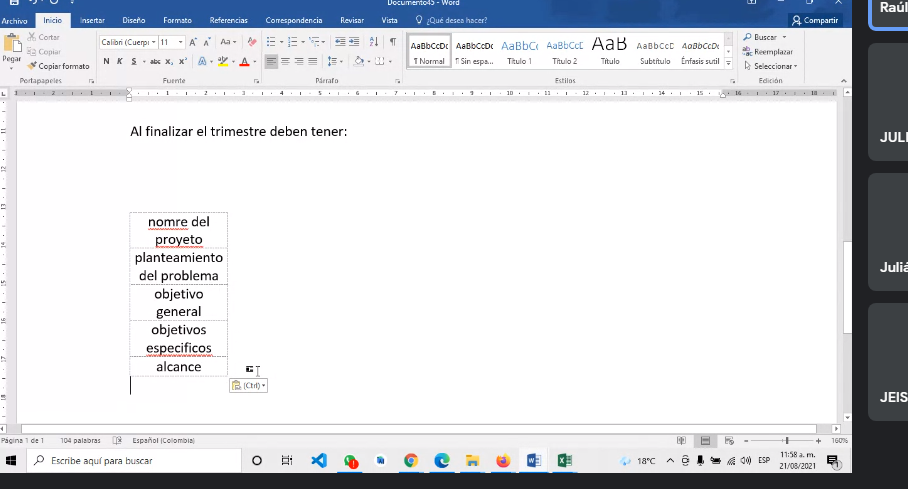 Documento45 - Word
Archivo Inicio Insertar Diseño Formato Referencias Correspondencia Revisar Vista ¿Qué desea hacer? Compartir
Raúl
Pegar
Cortar
Copiar
Copiar formato
Portapapeles
Calibri (Cuerp 11
N K S abc x₂ x²
Fuente
Párrafo
AaBbCcDc AaBbCcDc AaBbCc AaBbCcD AaB AaBbCcD AaBbCcDc
¶ Normal ¶ Sin espa... Título 1 Título 2 Título Subtítulo Énfasis sutil
Estilos
Buscar
Reemplazar
Seleccionar
Edición
Al finalizar el trimestre deben tener:
nomre del
proyeto
planteamiento
del problema
objetivo
general
objetivos
especificos
alcance
(Ctrl)
JULI
Juliá
JEIS
Página 1 de 1 104 palabras Español (Colombia) 160%
Escribe aquí para buscar
18°C ESP
11:58 a. m.
21/08/2021